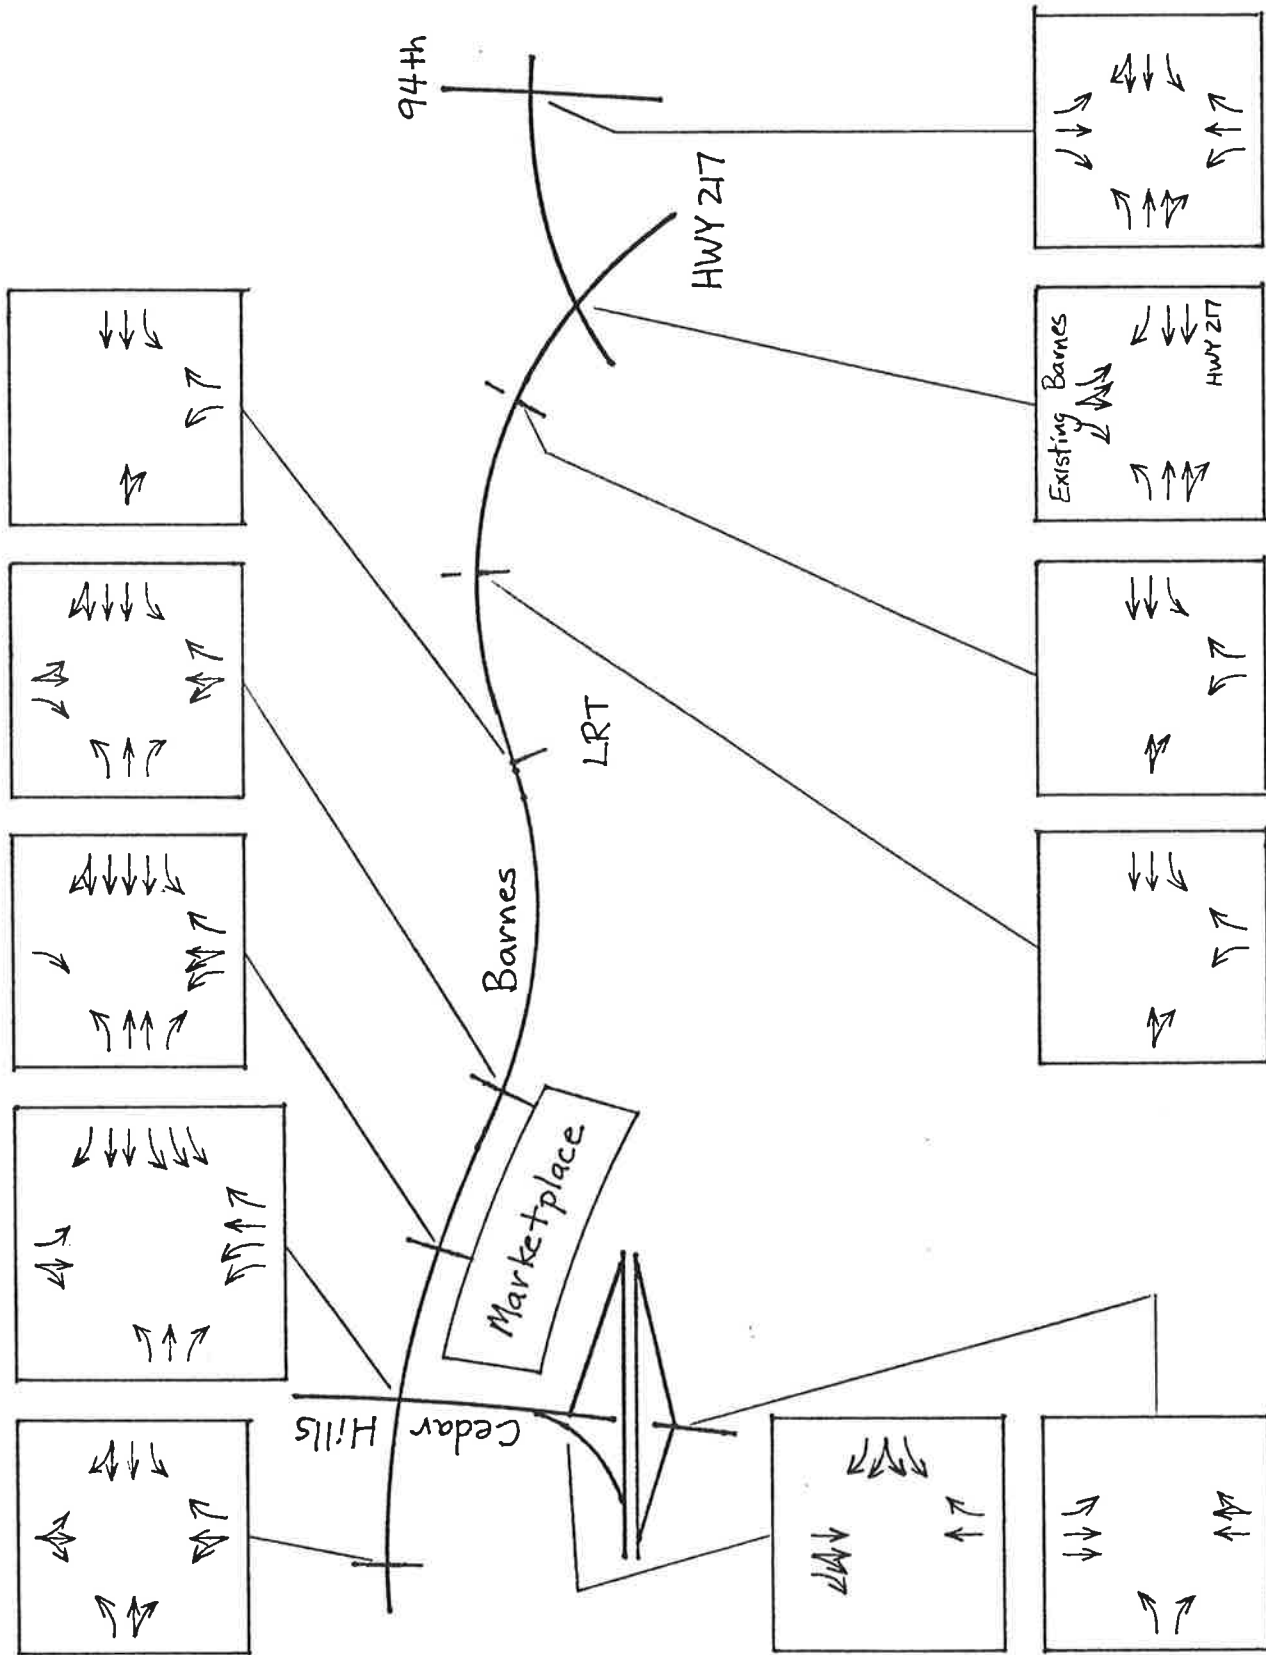 94th
HWY 217
Existing Barnes
HWY 217
LRT
Barnes
Marketplace
Cedar
Hills